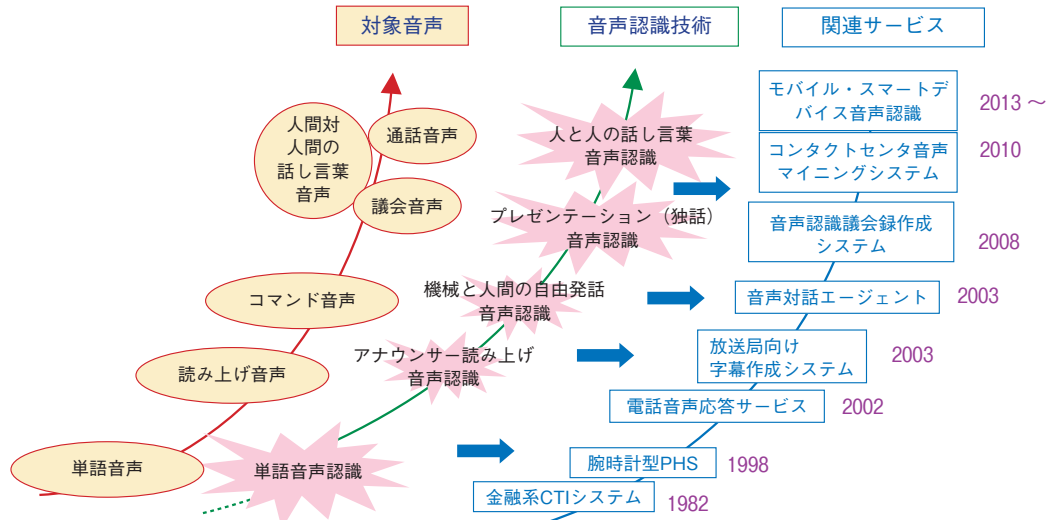 対象音声
音声認識技術
関連サービス
人間対
人間の
話し言葉
音声
通話音声
議会音声
コマンド音声
読み上げ音声
単語音声
人と人の話し言葉
音声認識
プレゼンテーション（独話）
音声認識
機械と人間の自由発話
音声認識
アナウンサー読み上げ
音声認識
単語音声認識
モバイル・スマートデ
バイス音声認識
2013～
コンタクトセンタ音声
マイニングシステム
2010
音声認識議会録作成
システム
2008
音声対話エージェント
2003
放送局向け
字幕作成システム
2003
電話音声応答サービス
2002
腕時計型PHS
1998
金融系CTIシステム
1982